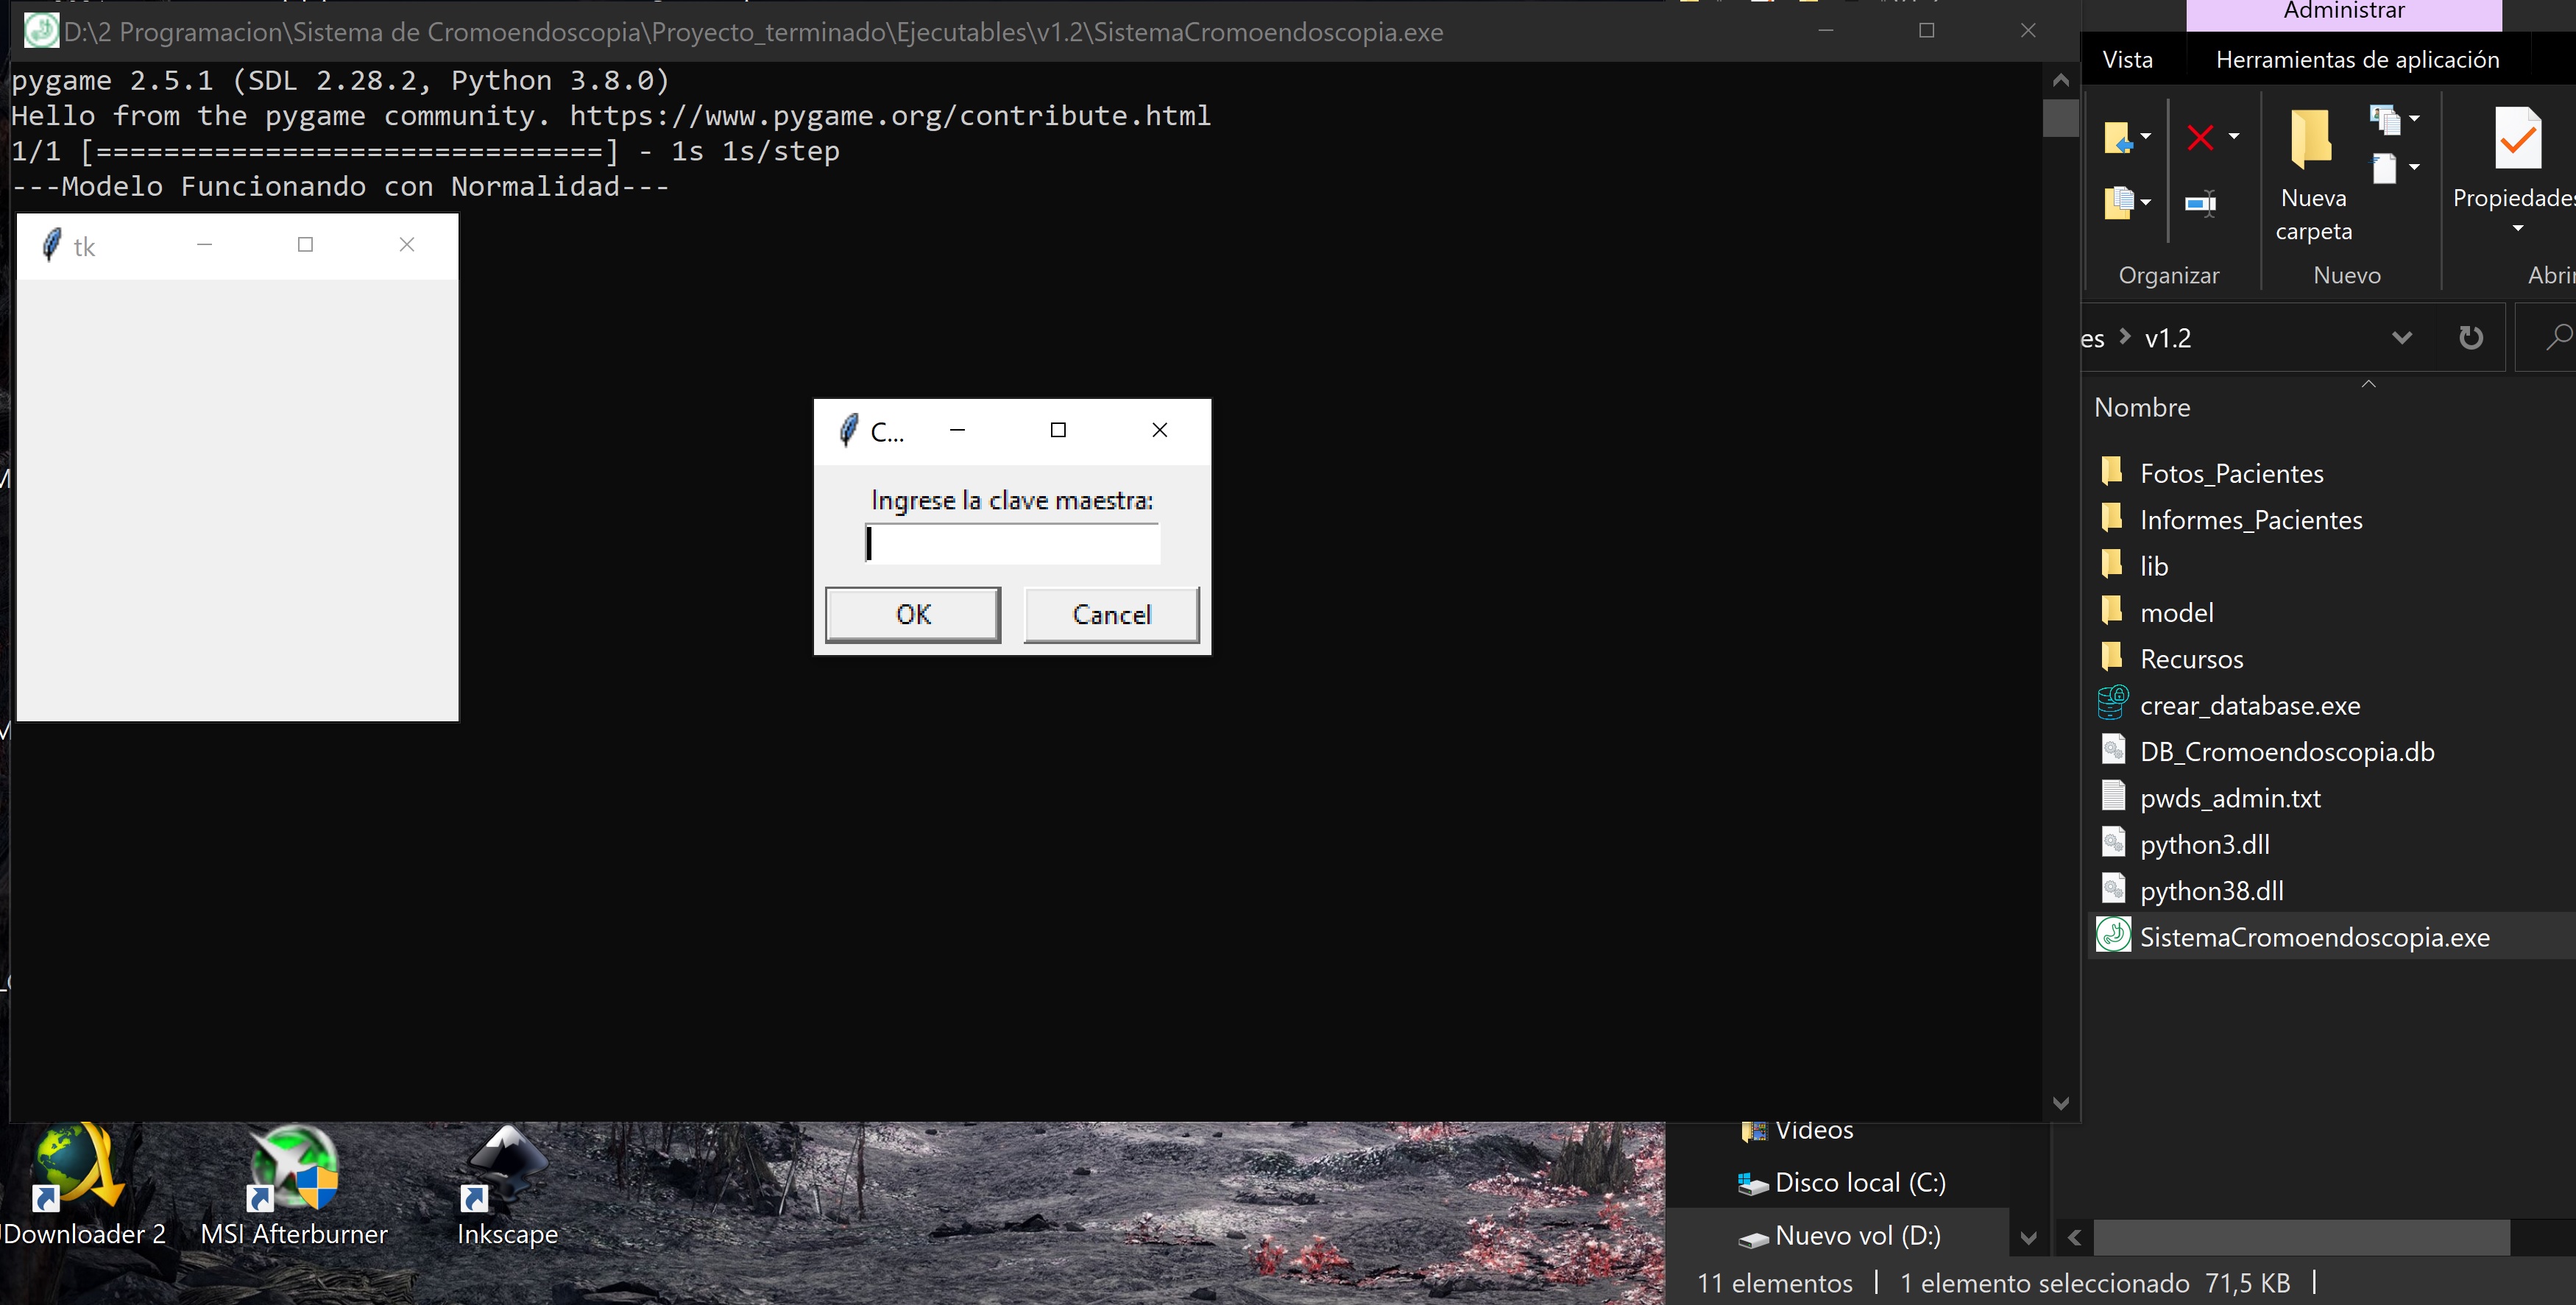 D:\2 Programacion\Sistema de Cromoendoscopia\Proyecto_terminado\Ejecutables\v1.2\SistemaCromoendoscopia.exe
pygame 2.5.1 (SDL 2.28.2, Python 3.8.0)
Hello from the pygame community. https://www.pygame.org/contribute.html
1/1 [==============================] - 1s 1s/step
---Modelo Funcionando con Normalidad---
tk
C...
Ingrese la clave maestra:
OK
Cancel
Administrar
Vista
Herramientas de aplicación
Nueva
carpeta
Propiedades
Organizar
Nuevo
Abrir
es > v1.2
Nombre
Fotos_Pacientes
Informes_Pacientes
lib
model
Recursos
crear_database.exe
DB_Cromoendoscopia.db
pwds_admin.txt
python3.dll
python38.dll
SistemaCromoendoscopia.exe
JDownloader 2
MSI Afterburner
Inkscape
Videos
Disco local (C:)
Nuevo vol (D:)
11 elementos
1 elemento seleccionado 71,5 KB